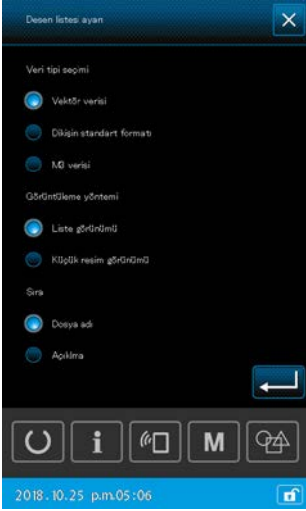 Desen listesi ayarı
Veri tipi seçimi
Vektör verisi
Dikişin standart formatı
M3 verisi
Görüntüleme yöntemi
Liste görünümü
Küçük resim görünümü
Sıra
Dosya adı
Açıklma
M
2018.10.25 p.m.05:06